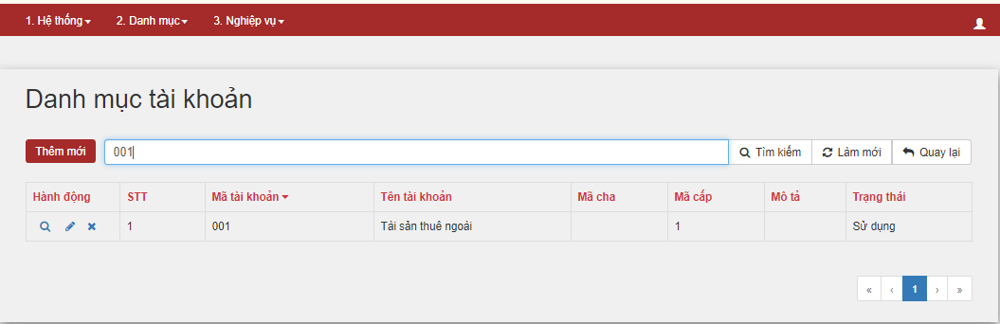 1. Hệ thống 2. Danh mục 3. Nghiệp vụ
Danh mục tài khoản
Thêm mới 001 Tìm kiếm Làm mới Quay lại
Hành động STT Mã tài khoản Tên tài khoản Mã cha Mã cấp Mô tả Trạng thái
1 001 Tài sản thuê ngoài 1 Sử dụng
« ‹ 1 › »